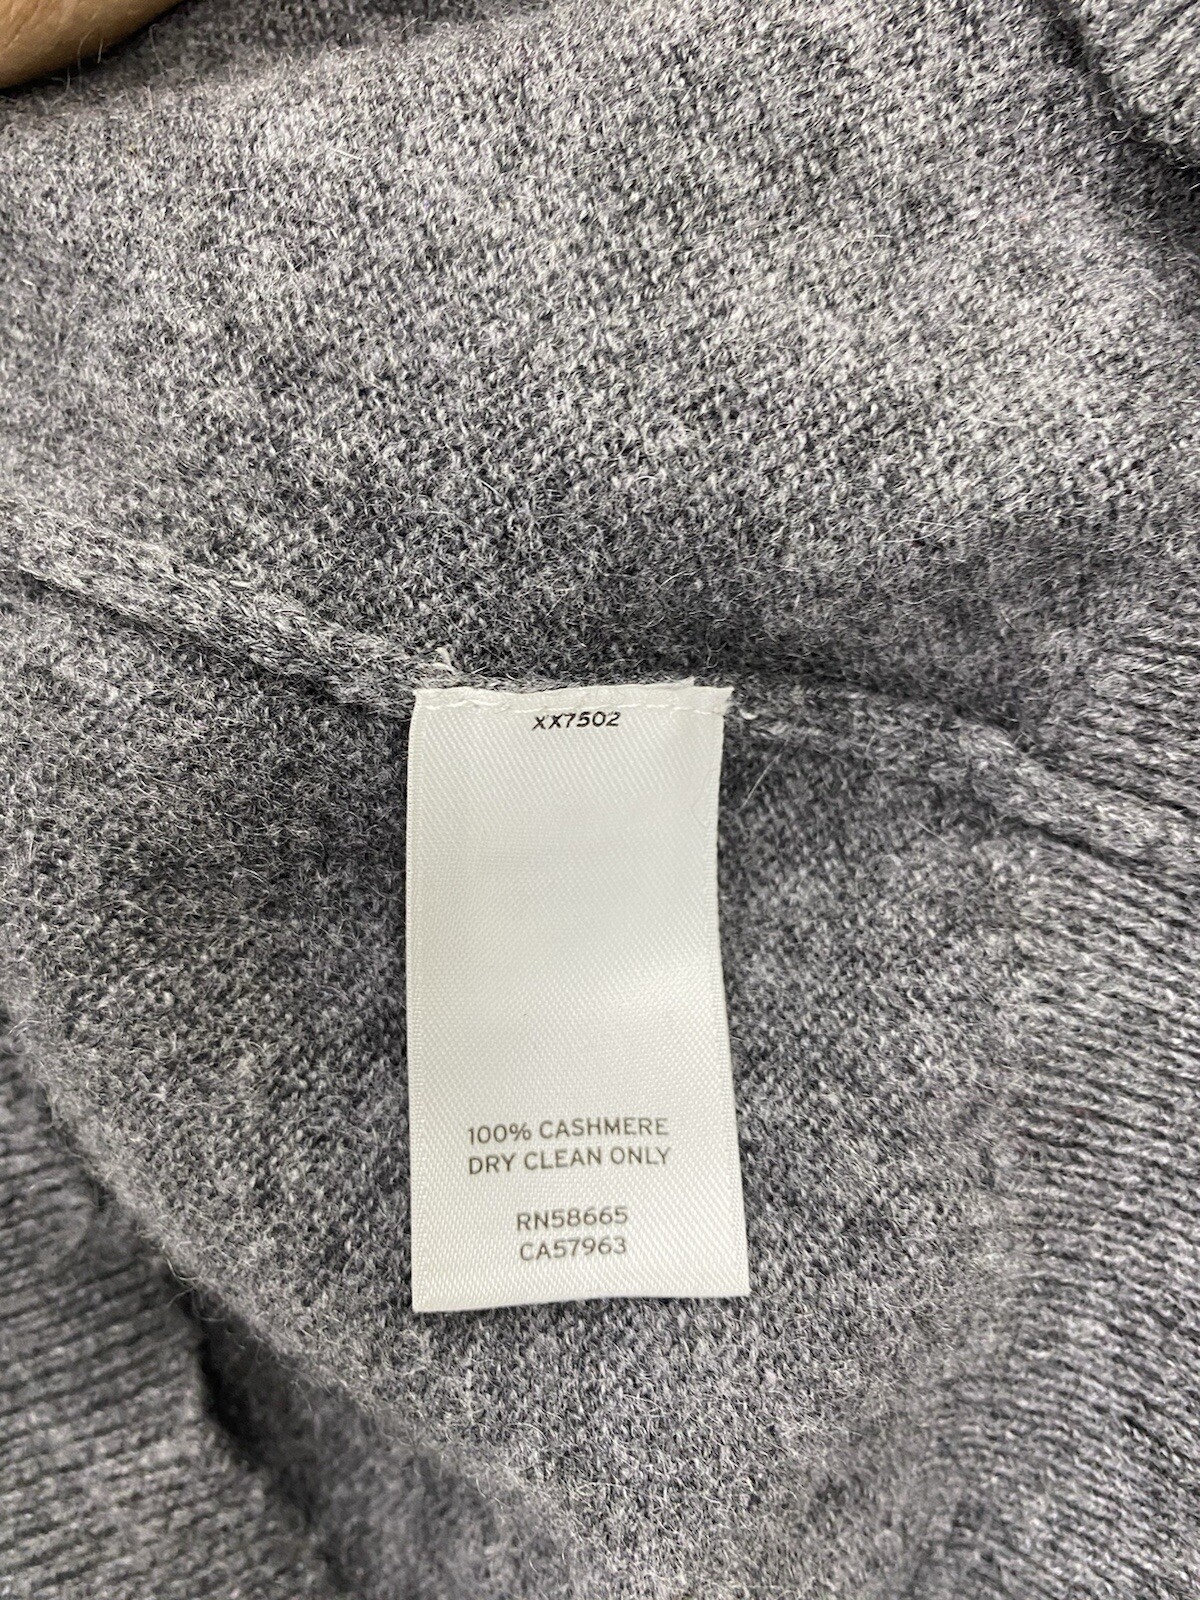 XX7502
100% CASHMERE
DRY CLEAN ONLY
RN58665
CA57963